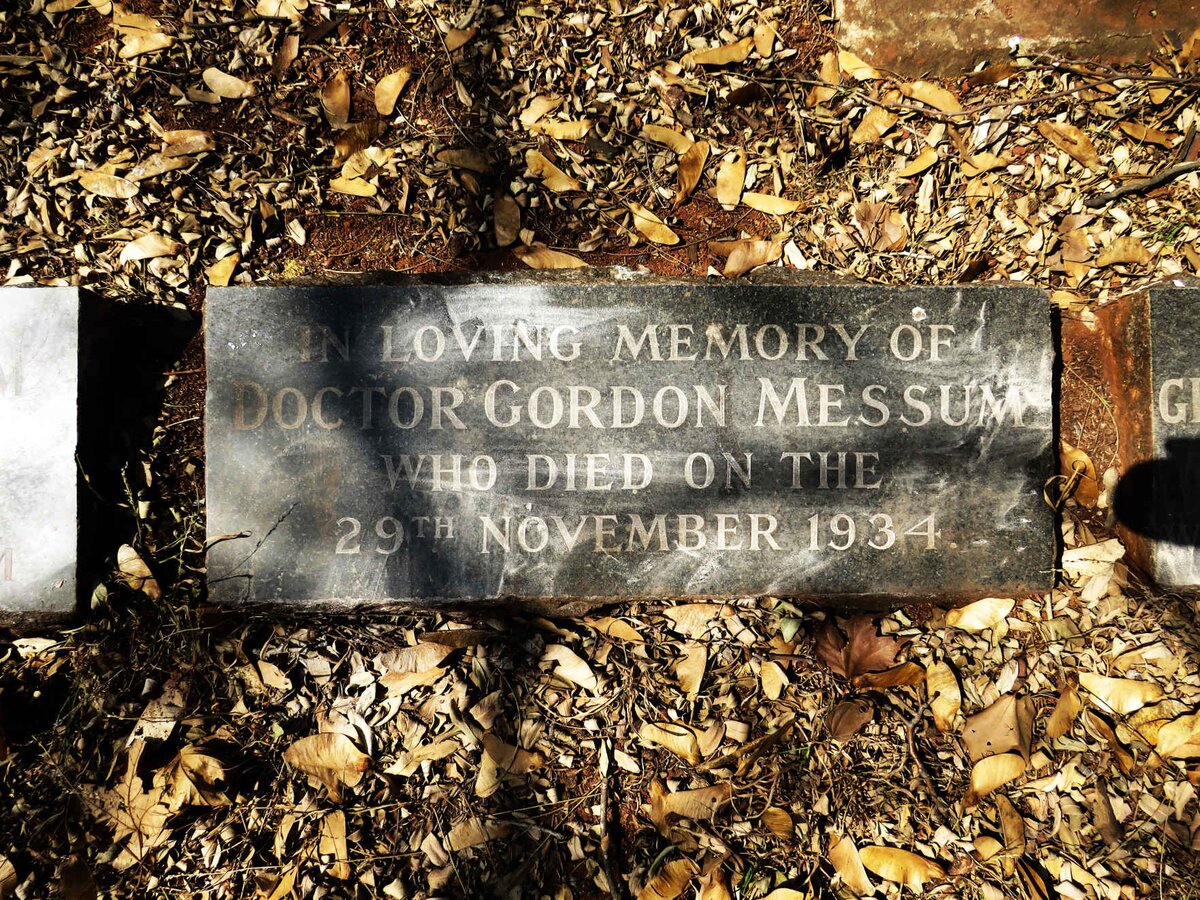 IN LOVING MEMORY OF
DOCTOR GORDON MESSUM
WHO DIED ON THE
29TH NOVEMBER 1934.